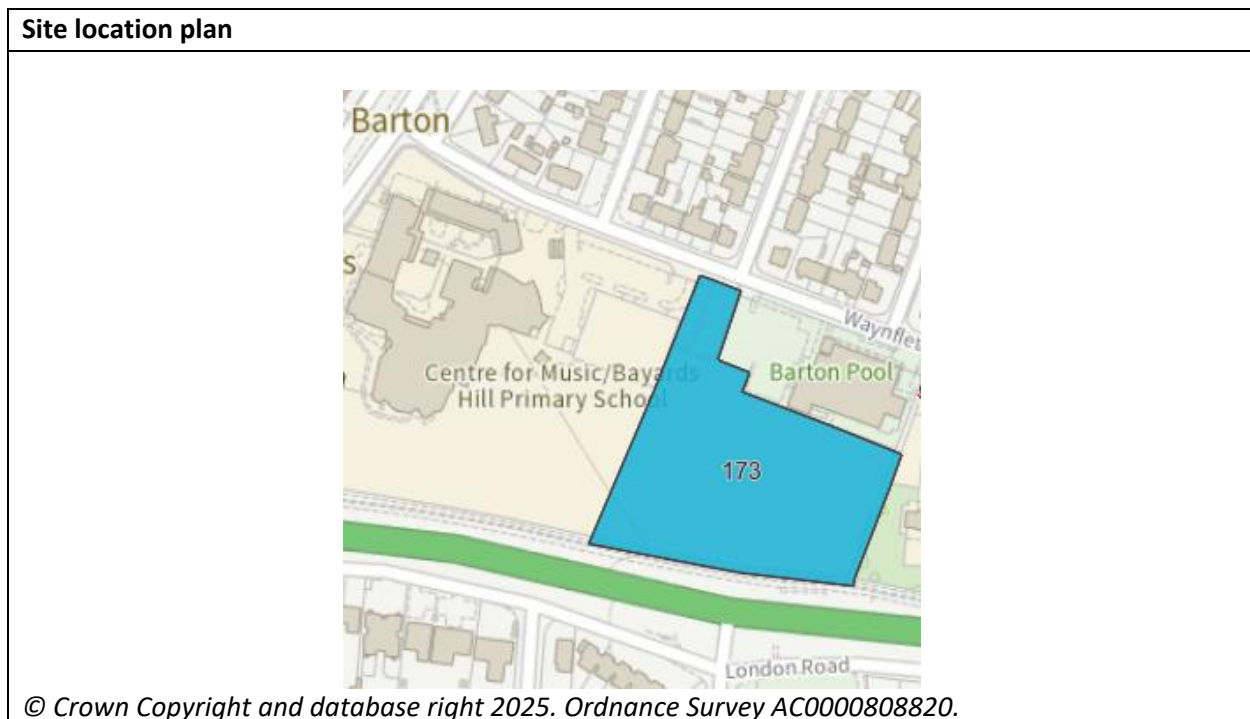 Site location plan
Barton
s
Waynflet
Centre for Music/Bayards
Hill Primary School
Barton Pool
173
London Road
© Crown Copyright and database right 2025. Ordnance Survey AC0000808820.